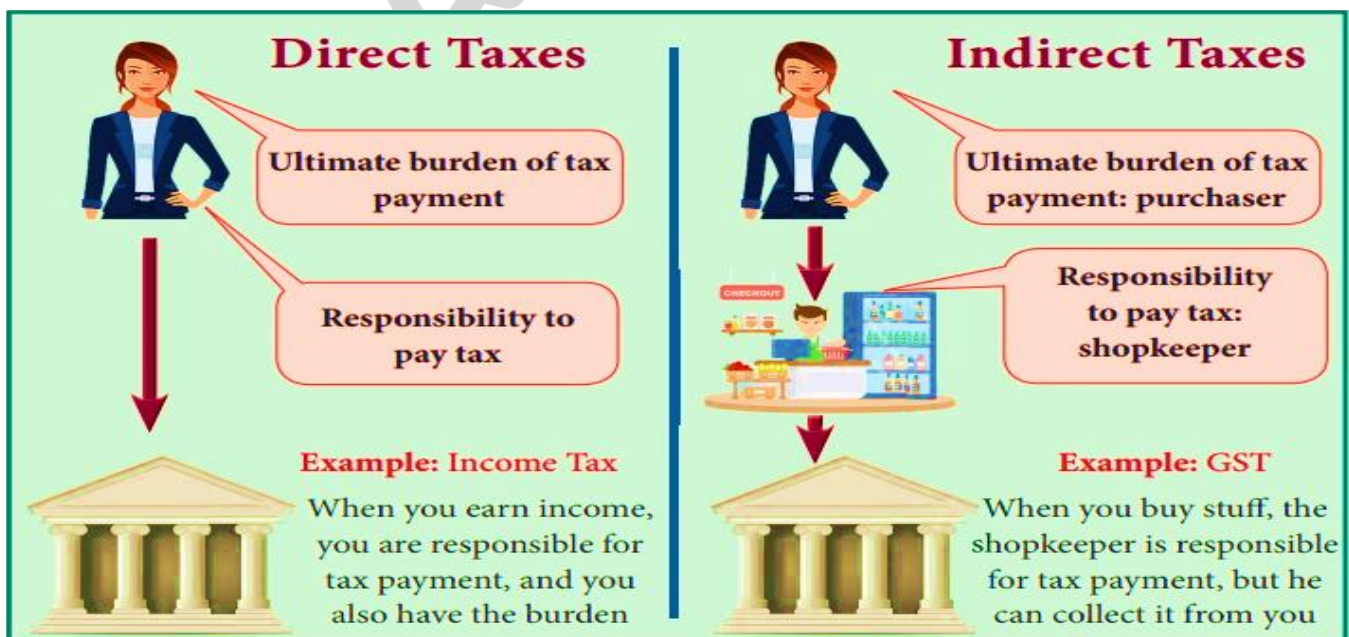 Direct Taxes
Ultimate burden of tax
payment
Responsibility to
pay tax
Example: Income Tax
When you earn income,
you are responsible for
tax payment, and you
also have the burden
Indirect Taxes
Ultimate burden of tax
payment: purchaser
CHECKOUT
Responsibility
to pay tax:
shopkeeper
Example: GST
When you buy stuff, the
shopkeeper is responsible
for tax payment, but he
can collect it from you